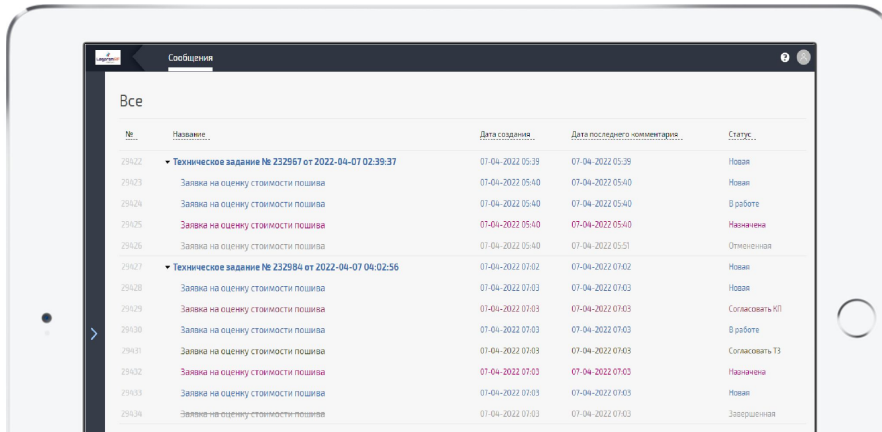 Сообщения
Все
№ Название Дата создания Дата последнего комментария Статус
29422 Техническое задание № 232967 от 2022-04-07 02:39:37 07-04-2022 05:39 07-04-2022 05:39 Новая
29423 Заявка на оценку стоимости пошива 07-04-2022 05:40 07-04-2022 05:40 Новая
29424 Заявка на оценку стоимости пошива 07-04-2022 05:40 07-04-2022 05:40 В работе
29425 Заявка на оценку стоимости пошива 07-04-2022 05:40 07-04-2022 05:40 Назначена
29426 Заявка на оценку стоимости пошива 07-04-2022 05:40 07-04-2022 05:51 Отмененная
29427 Техническое задание № 232984 от 2022-04-07 04:02:56 07-04-2022 07:02 07-04-2022 07:02 Новая
29428 Заявка на оценку стоимости пошива 07-04-2022 07:03 07-04-2022 07:03 Новая
29429 Заявка на оценку стоимости пошива 07-04-2022 07:03 07-04-2022 07:03 Согласовать КП
29430 Заявка на оценку стоимости пошива 07-04-2022 07:03 07-04-2022 07:03 В работе
29431 Заявка на оценку стоимости пошива 07-04-2022 07:03 07-04-2022 07:03 Согласовать ТЗ
29432 Заявка на оценку стоимости пошива 07-04-2022 07:03 07-04-2022 07:03 Назначена
29433 Заявка на оценку стоимости пошива 07-04-2022 07:03 07-04-2022 07:03 Новая
29434 Заявка на оценку стоимости пошива 07-04-2022 07:03 07-04-2022 07:03 Завершенная